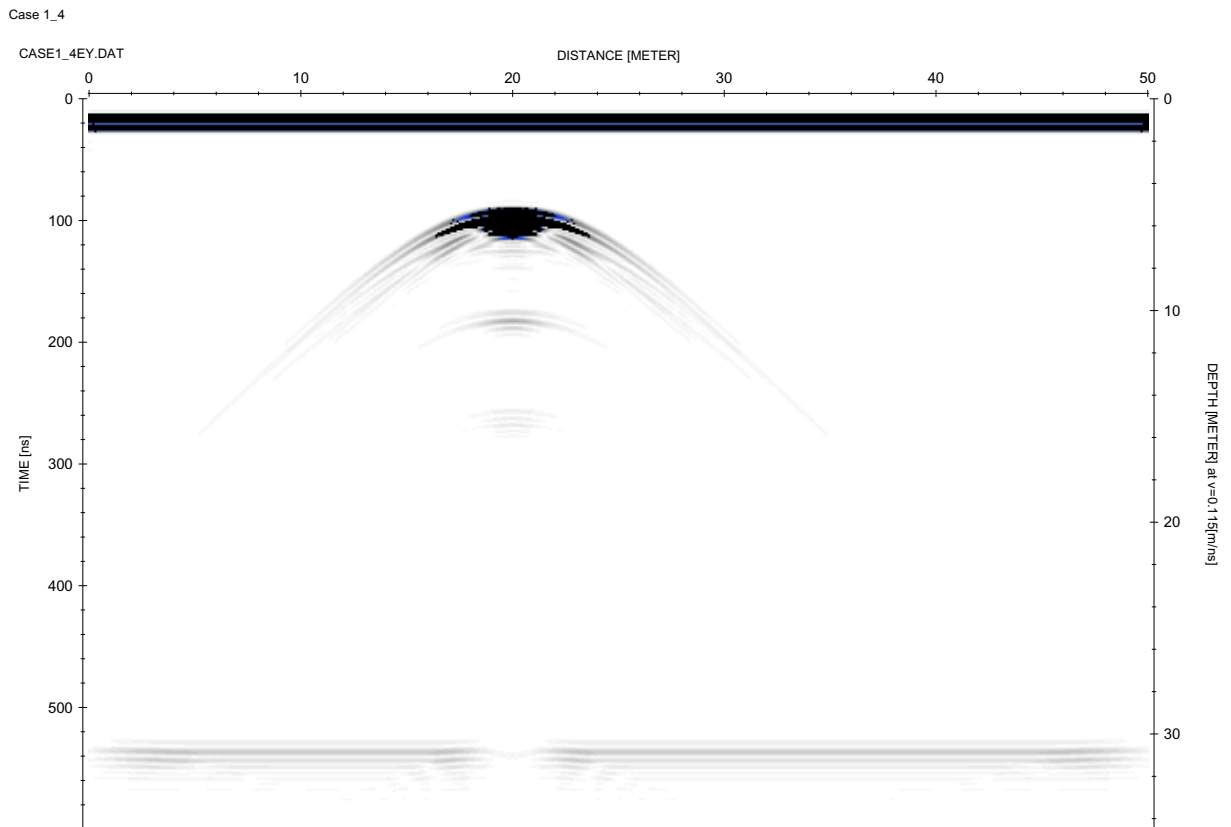 Case 1_4
CASE1_4EY.DAT
DISTANCE [METER]
0 10 20 30 40 50
0
100
200
300
400
500
TIME [ns]
0
10
20
30
DEPTH [METER] at v=0.115[m/ns]